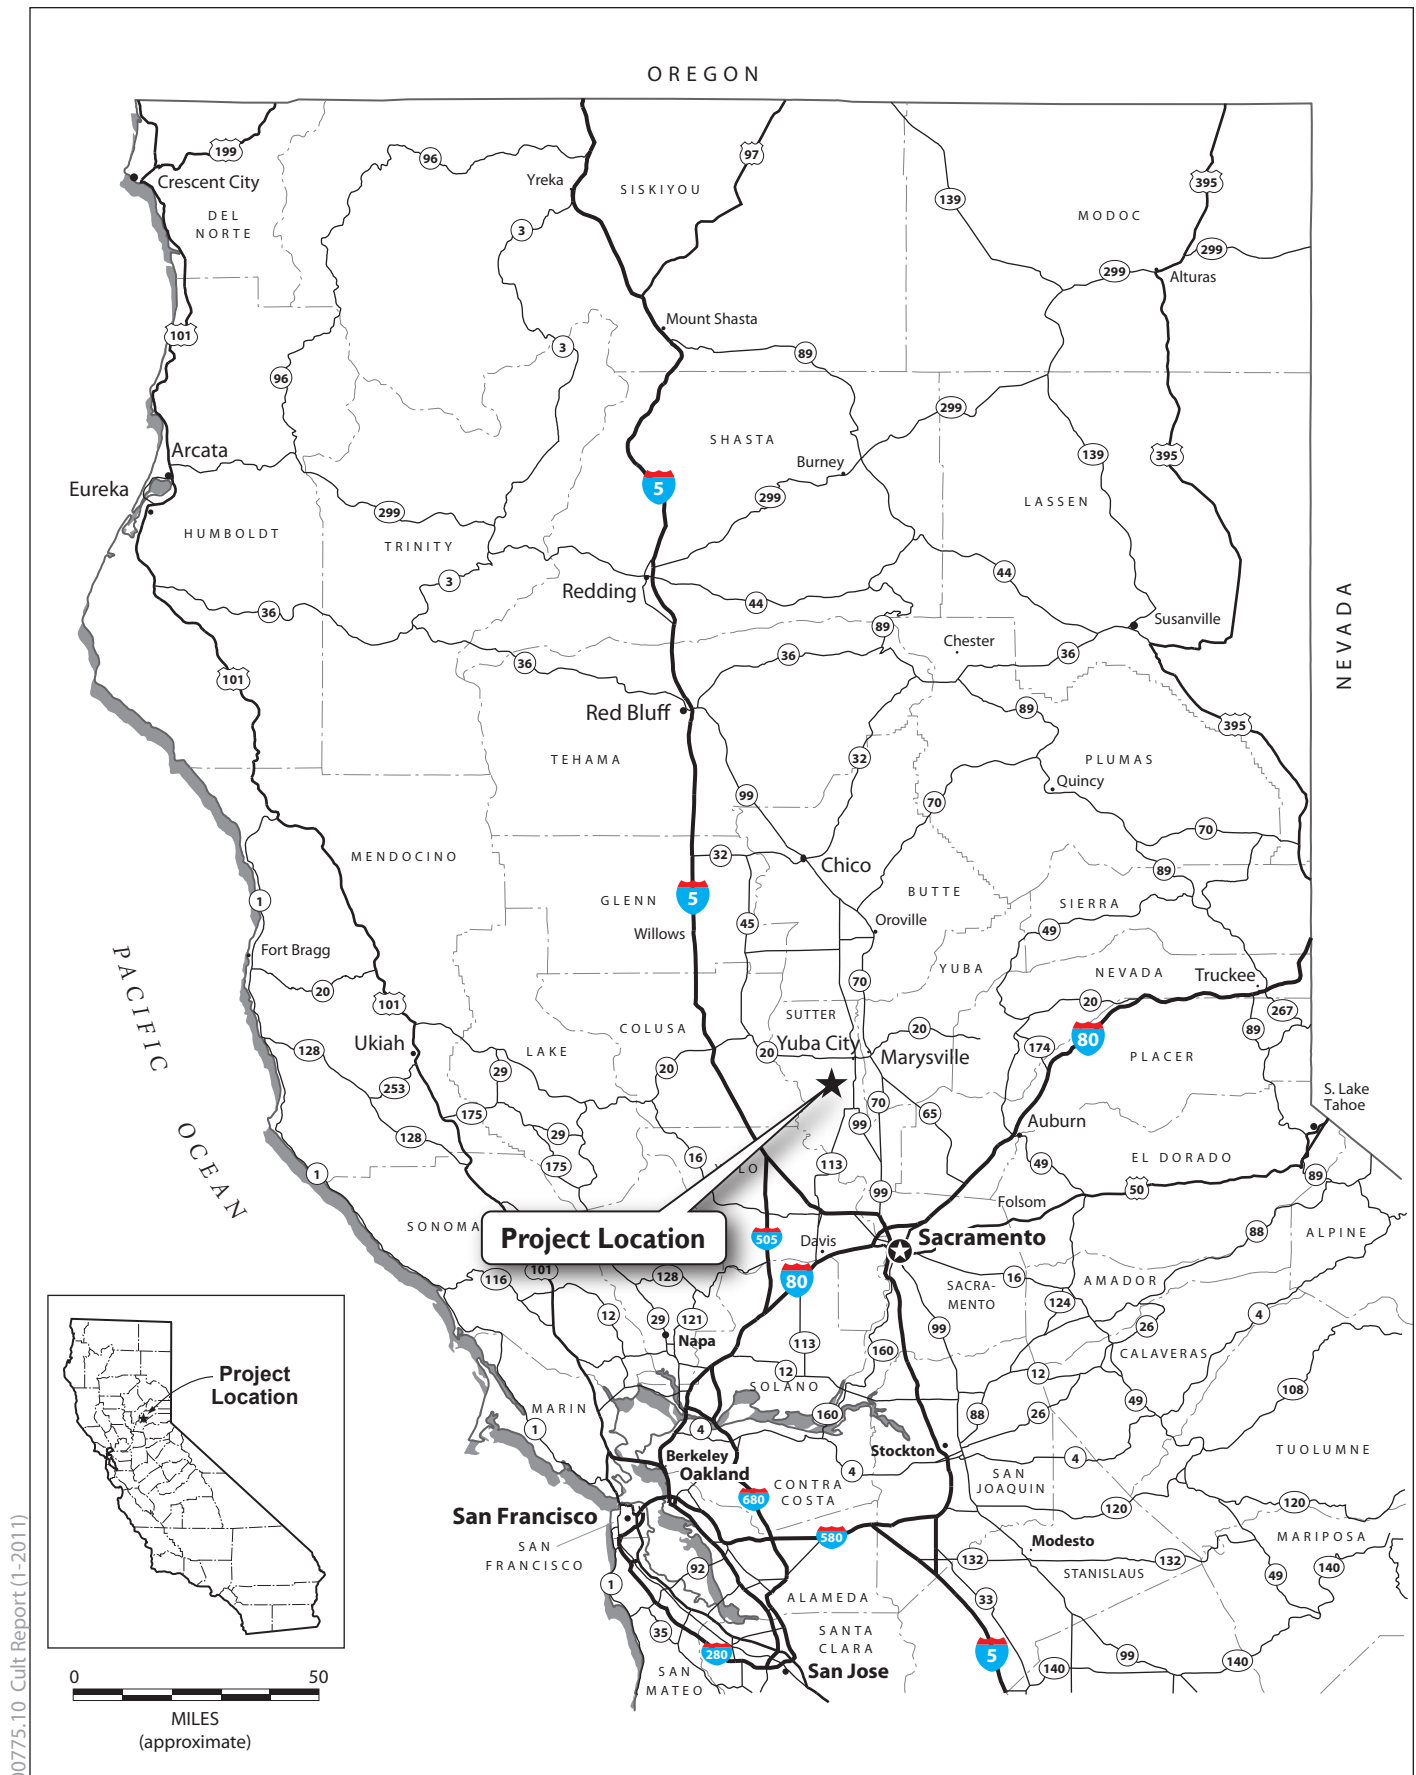 OREGON
199
96
97
Crescent City
Yreka
SISKIYOU
395
139
DEL
NORTE
3
MODOC
299
299
Alturas
101
Mount Shasta
3
89
96
299
SHASTA
Arcata
Burney
139
395
5
Eureka
299
LASSEN
299
HUMBOLDT
TRINITY
3
44
Redding
44
36
NEVADA
89
Susanville
Chester
36
36
36
101
Red Bluff
89
395
TEHAMA
32
PLUMAS
Quincy
99
70
70
MENDOCINO
32
Chico
89
5
BUTTE
GLENN
1
SIERRA
45
Oroville
49
Willows
Fort Bragg
PACIFIC
OCEAN
YUBA
NEVADA
Truckee
70
20
101
20
267
SUTTER
COLUSA
20
89
Ukiah
Yuba City
80
128
LAKE
20
Marysville
174
PLACER
29
20
253
S. Lake
Tahoe
70
65
175
99
Auburn
128
29
16
113
49
EL DORADO
175
YOLO
1
89
99
50
Folsom
SONOMA
Project Location
505
Davis
Sacramento
88
ALPINE
116
101
128
80
16
SACRA-
MENTO
AMADOR
124
12
29
121
99
26
4
Napa
113
160
CALAVERAS
12
12
SOLANO
108
MARIN
160
88
26
49
1
4
Stockton
Berkeley
Oakland
4
4
TUOLUMNE
CONTRA
COSTA
SAN
JOAQUIN
680
120
120
San Francisco
580
Modesto
MARIPOSA
SAN
FRANCISCO
132
132
STANISLAUS
140
92
49
1
ALAMEDA
33
35
SANTA
CLARA
5
280
99
140
140
San Jose
SAN
MATEO
Project
Location
0 50
MILES
(approximate)
00775.10 Cult Report (1-2011)